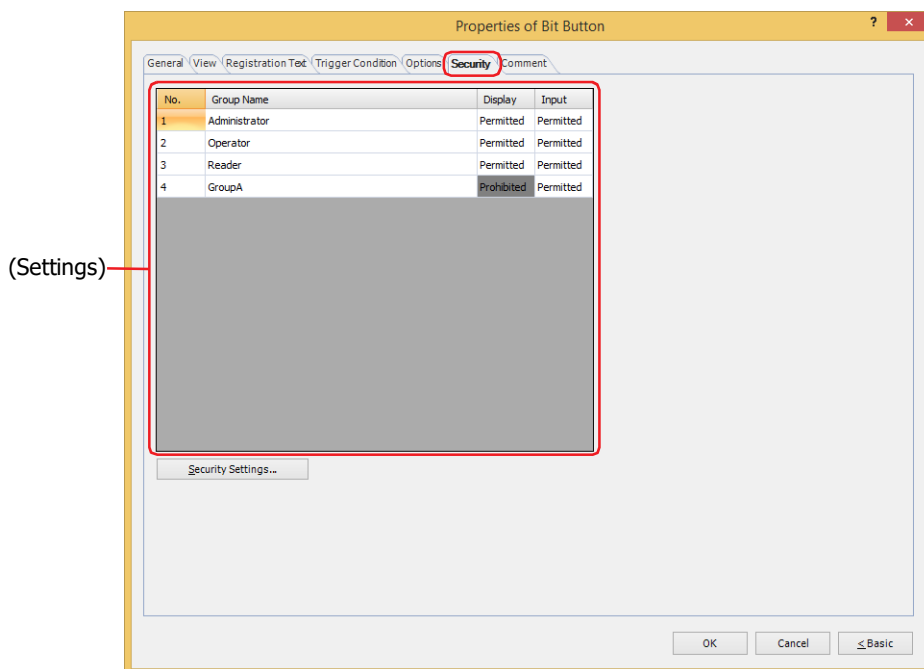 Properties of Bit Button ?
General View Registration Text Trigger Condition Options Security Comment
No. Group Name Display Input
1 Administrator Permitted Permitted
2 Operator Permitted Permitted
3 Reader Permitted Permitted
4 GroupA Prohibited Permitted
(Settings)
Security Settings...
OK Cancel < Basic